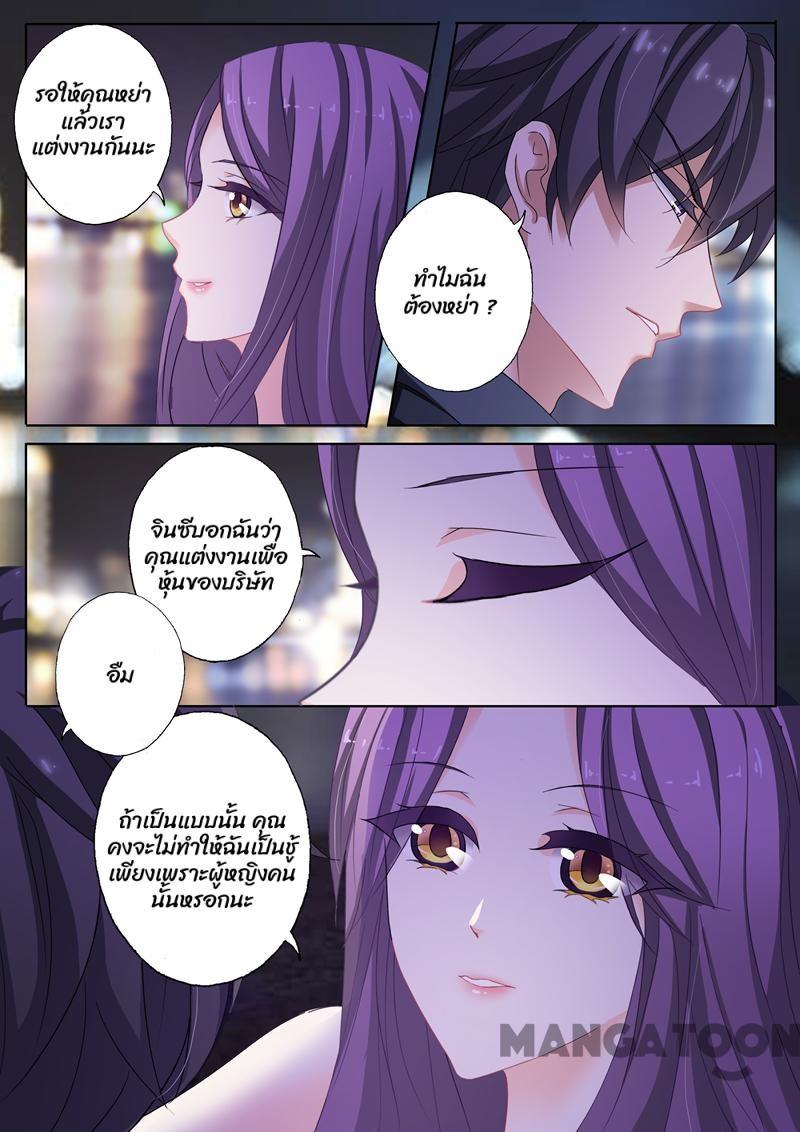 รอให้คุณหย่า
แล้วเรา
แต่งงานกันนะ
ทำไมฉัน
ต้องหย่า ?
จินซีบอกฉันว่า
คุณแต่งงานเพื่อ
หุ้นของบริษัท
อืม
ถ้าเป็นแบบนั้น คุณ
คงจะไม่ทำให้ฉันเป็นชู้
เพียงเพราะผู้หญิงคน
นั้นหรอกนะ
MANGATOON